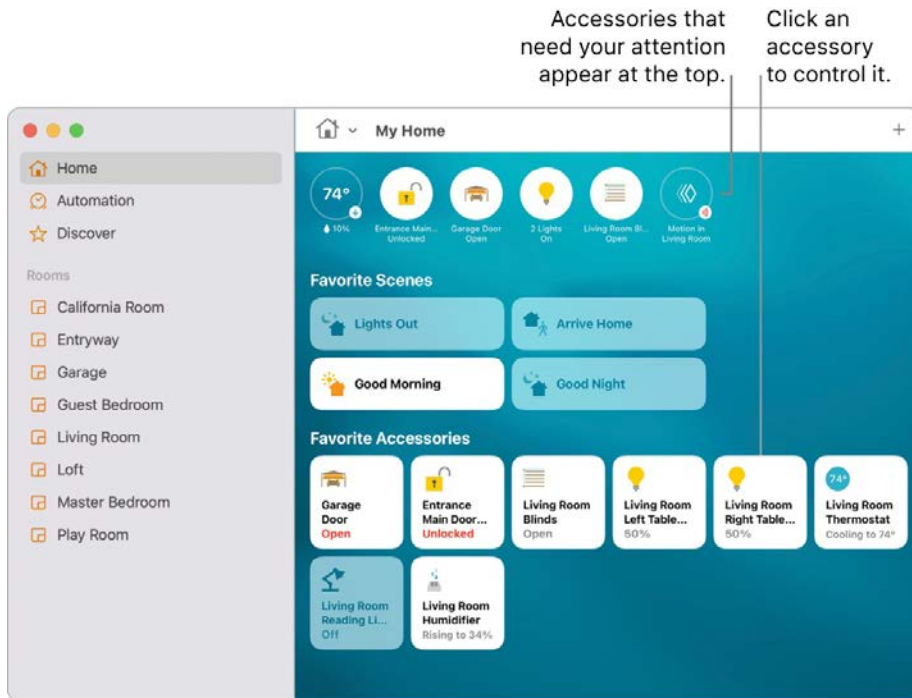 Accessories that
need your attention
appear at the top.
Click an
accessory
to control it.
My Home
Home
Automation
Discover
Rooms
California Room
Entryway
Garage
Guest Bedroom
Living Room
Loft
Master Bedroom
Play Room
74°
10%
Entrance Main...
Unlocked
Garage Door
Open
2 Lights
On
Living Room Bl...
Open
Motion in
Living Room
Favorite Scenes
Lights Out
Arrive Home
Good Morning
Good Night
Favorite Accessories
Garage
Door
Open
Entrance
Main Door...
Unlocked
Living Room
Blinds
Open
Living Room
Left Table...
50%
Living Room
Right Table...
50%
74°
Living Room
Thermostat
Cooling to 74°
Living Room
Reading Li...
Off
Living Room
Humidifier
Rising to 34%